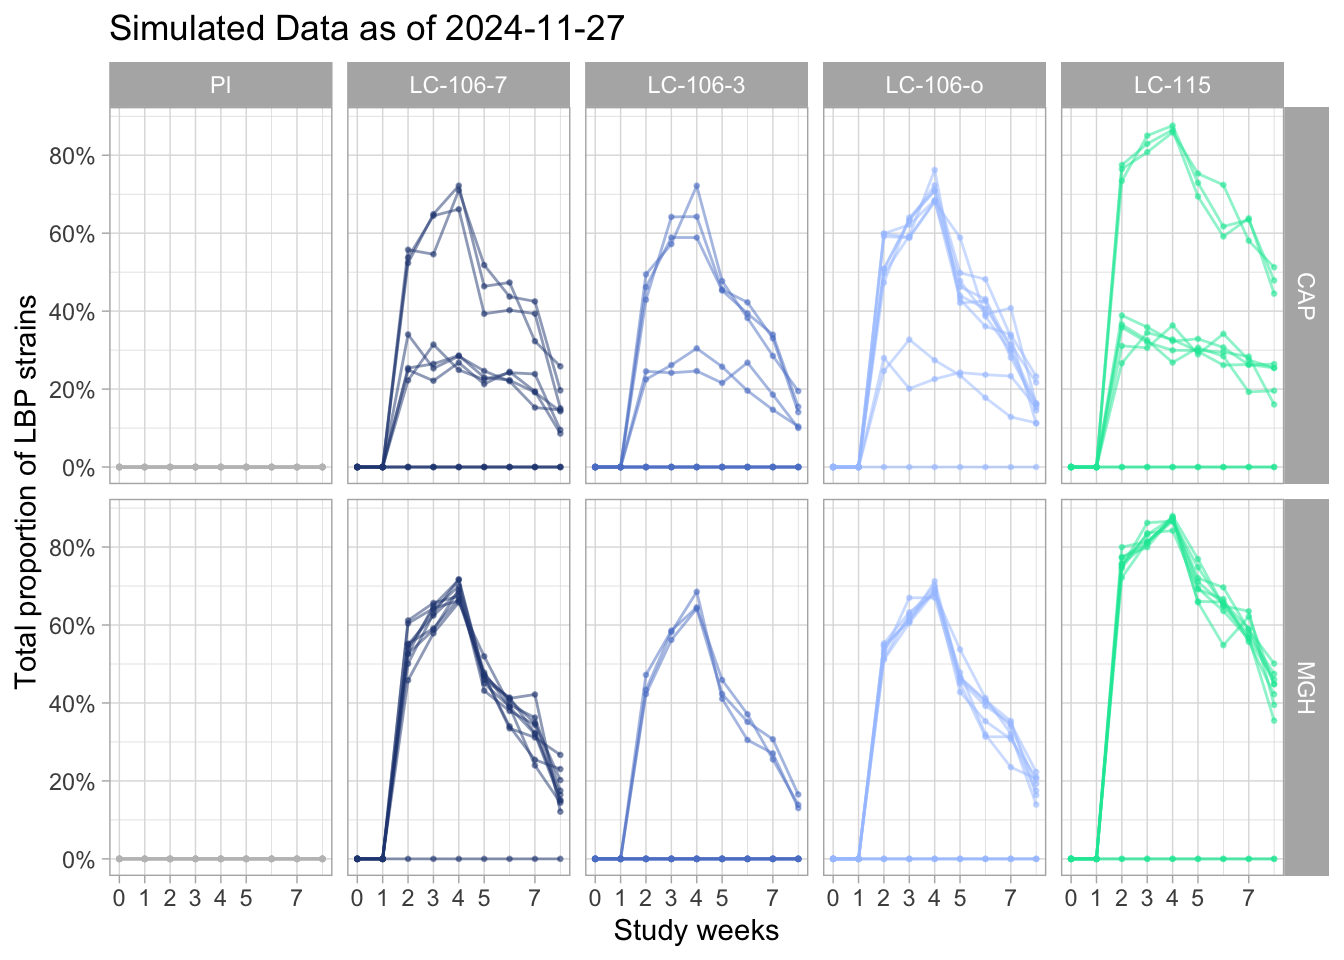 Simulated Data as of 2024-11-27
PI LC-106-7 LC-106-3 LC-106-o LC-115
80%
60%
40%
20%
0%
CAP
80%
60%
40%
20%
0%
MGH
Total proportion of LBP strains
0 1 2 3 4 5 7 0 1 2 3 4 5 7 0 1 2 3 4 5 7 0 1 2 3 4 5 7 0 1 2 3 4 5 7
Study weeks